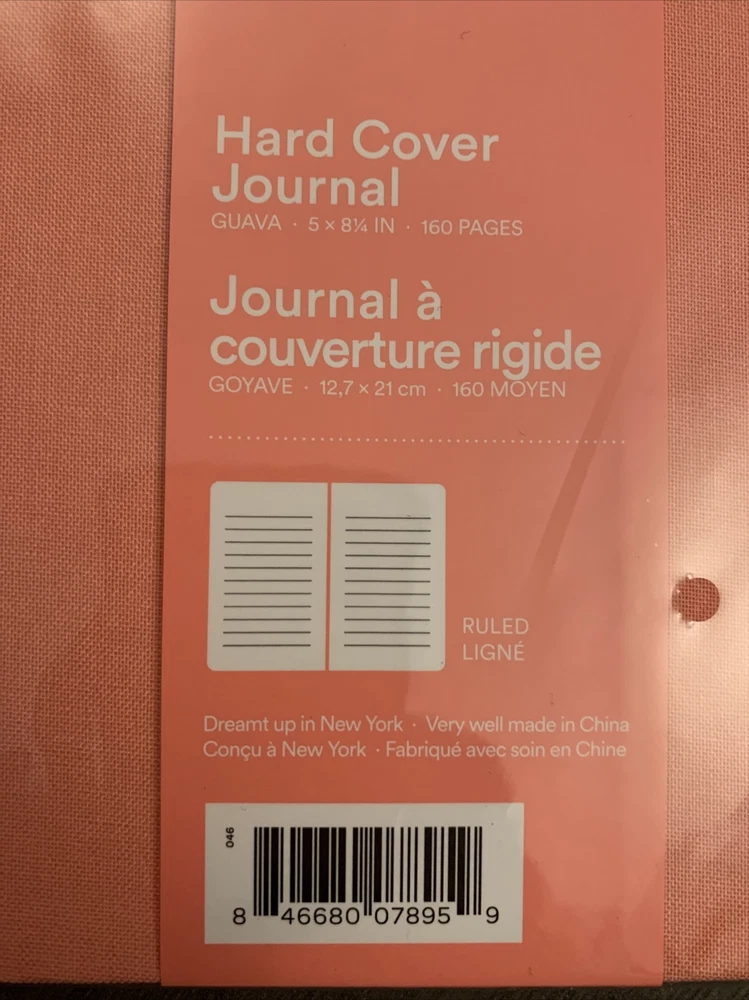 Hard Cover
Journal
GUAVA · 5 × 8¼ IN · 160 PAGES
Journal à
couverture rigide
GOYAVE · 12,7 × 21 cm · 160 MOYEN
RULED
LIGNÉ
Dreamt up in New York · Very well made in China
Conçu à New York · Fabriqué avec soin en Chine
046
8 46680 07895 9